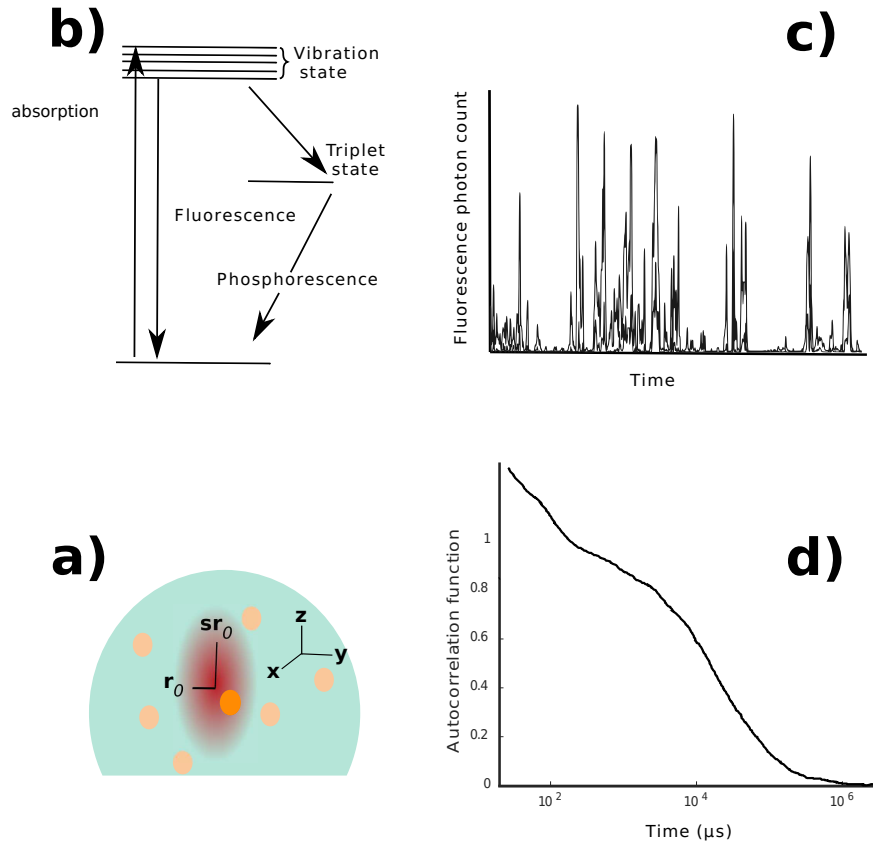 b)
Vibration
state
absorption
Triplet
state
Fluorescence
Phosphorescence
c)
Fluorescence photon count
Time
a)
sr0
r0
z
y
x
d)
Autocorrelation function
1
0.8
0.6
0.4
0.2
0
10^2
10^4
10^6
Time (µs)